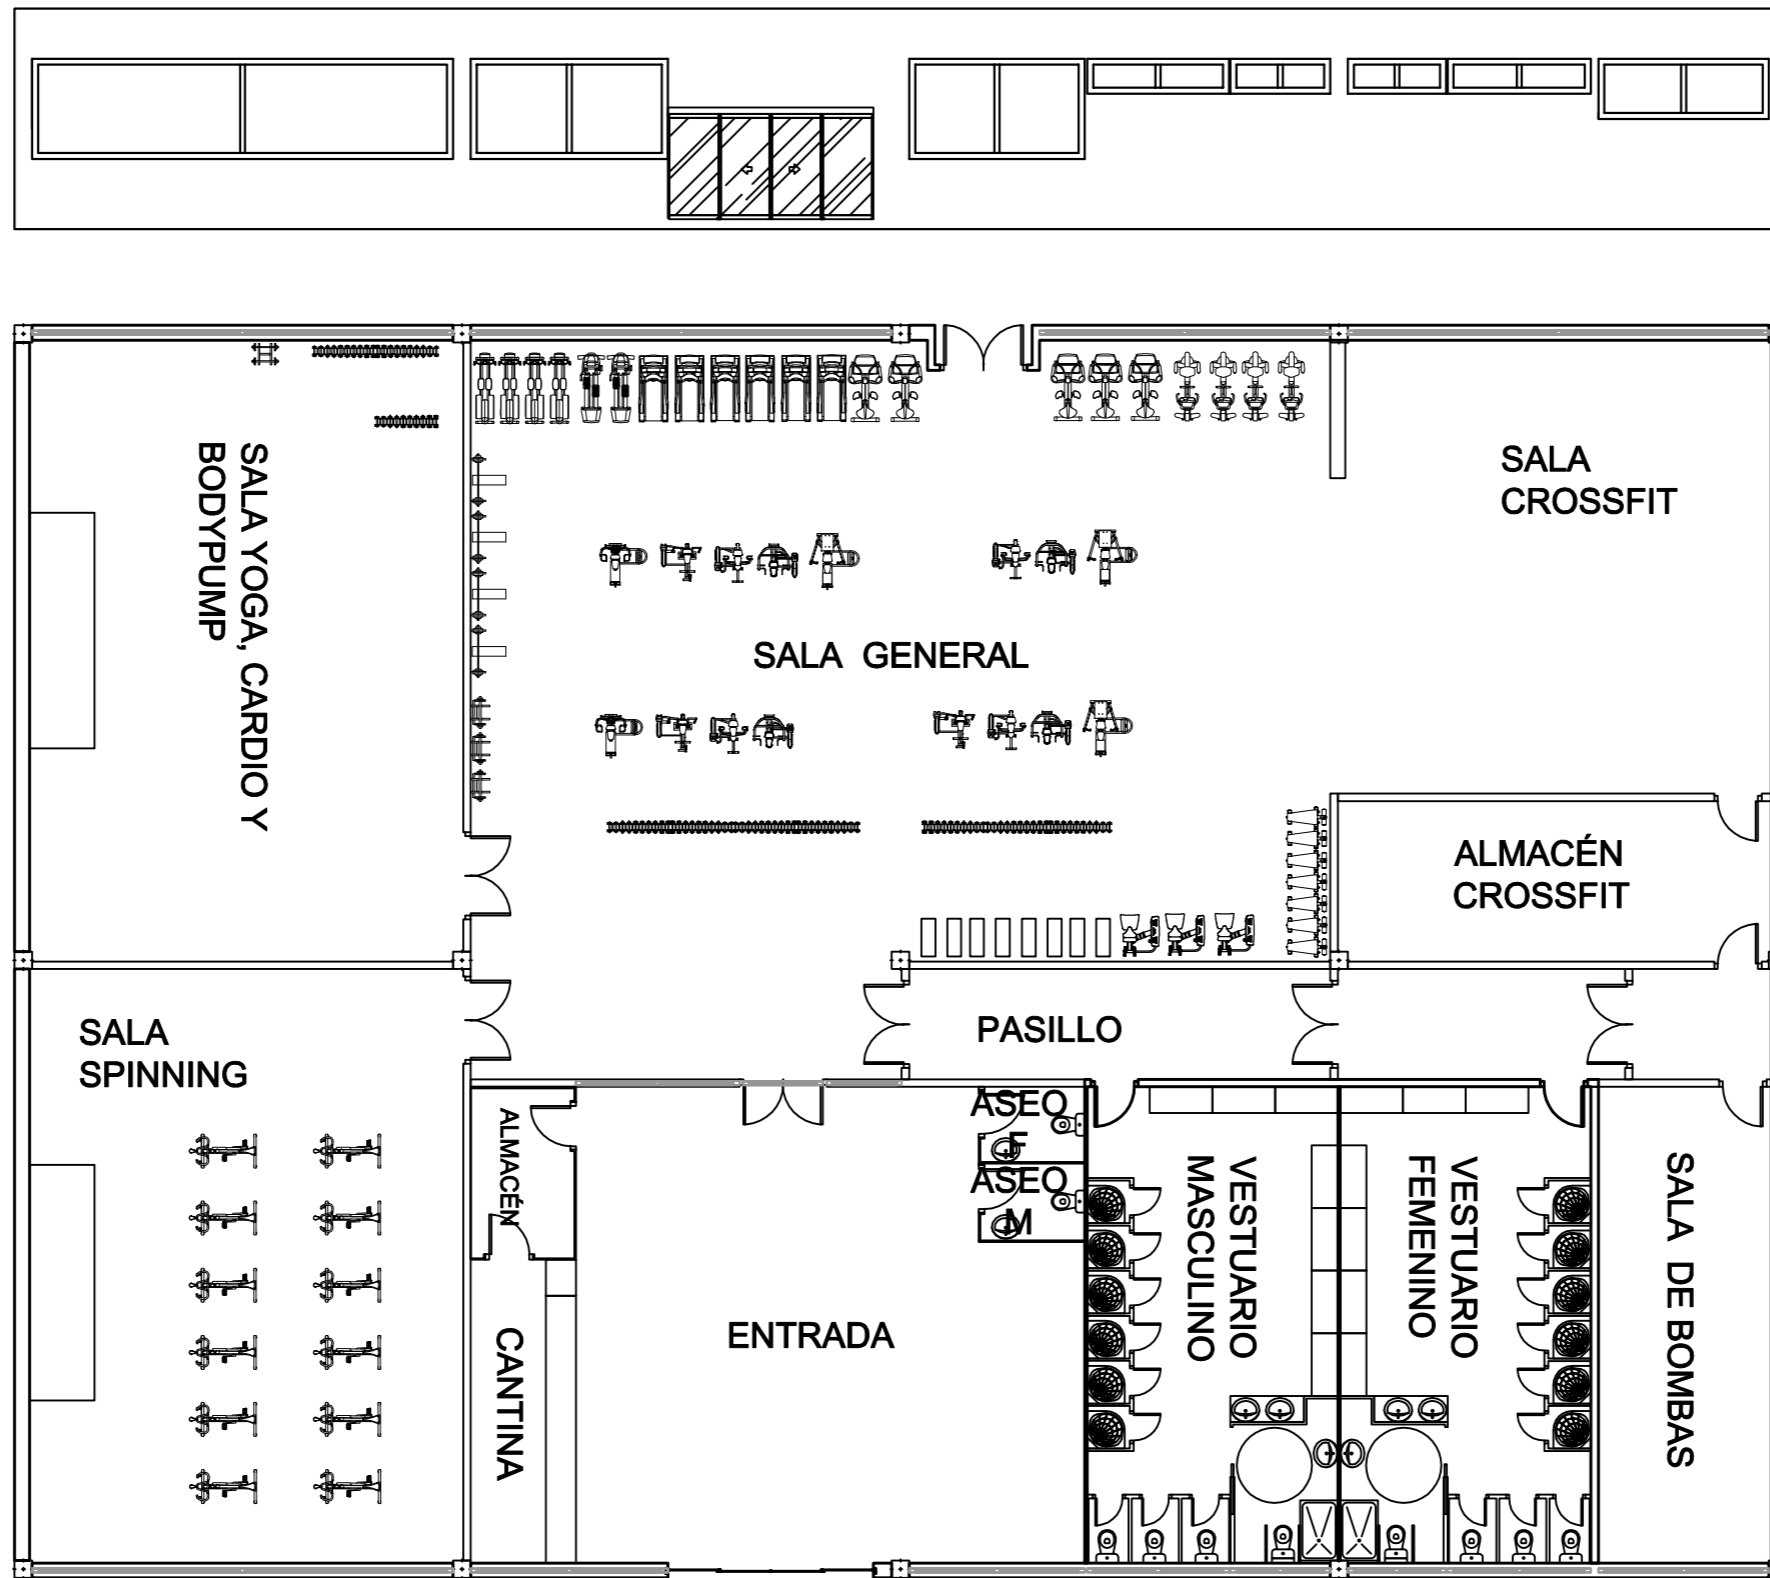 SALA YOGA, CARDIO Y
BODYPUMP
SALA
CROSSFIT
SALA GENERAL
ALMACÉN
CROSSFIT
SALA
SPINNING
PASILLO
ALMACÉN
ASEO
F
ASEO
M
VESTUARIO
MASCULINO
VESTUARIO
FEMENINO
SALA DE BOMBAS
CANTINA
ENTRADA